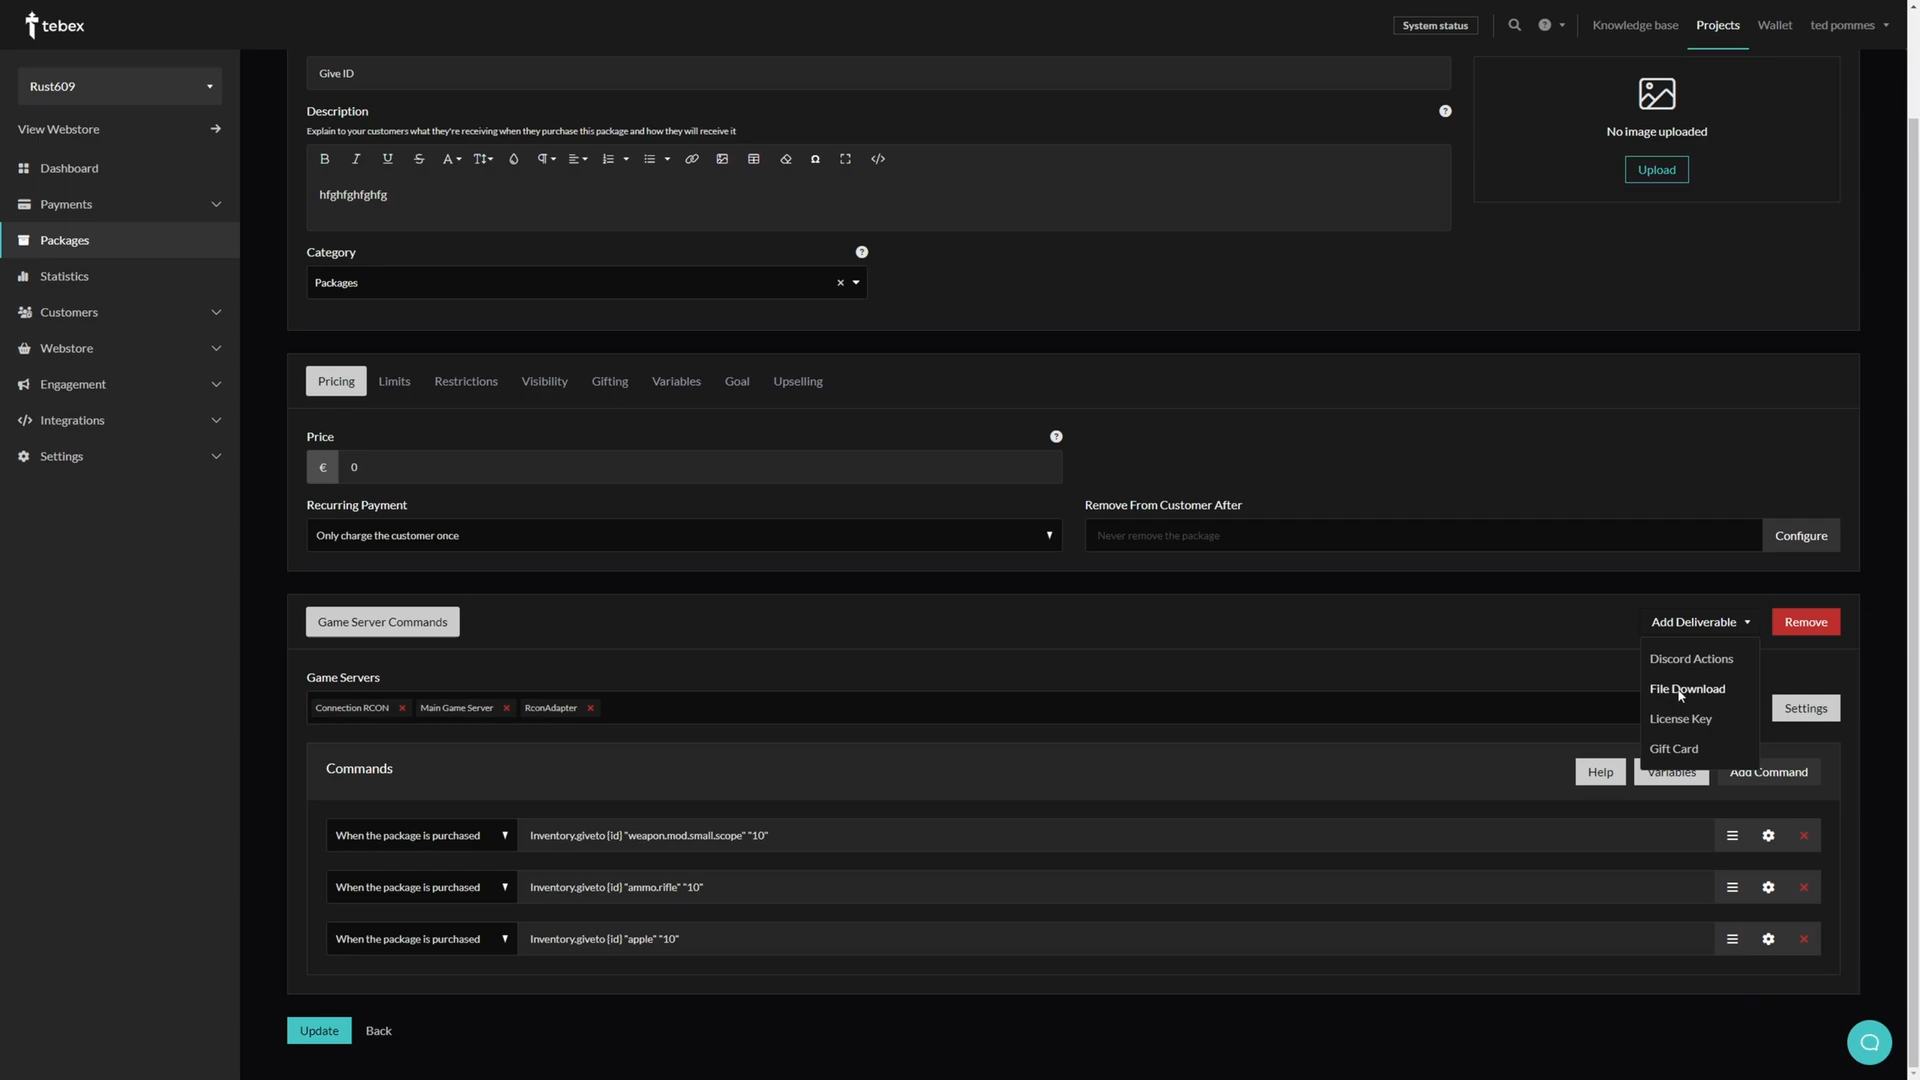 tebex
System status
Knowledge base
Projects
Wallet
ted pommes
Rust609
View Webstore
Dashboard
Payments
Packages
Statistics
Customers
Webstore
Engagement
Integrations
Settings
Give ID
Description
Explain to your customers what they're receiving when they purchase this package and how they will receive it
hfghfghfghfg
No image uploaded
Upload
Category
Packages
Pricing
Limits
Restrictions
Visibility
Gifting
Variables
Goal
Upselling
Price
€ 0
Recurring Payment
Only charge the customer once
Remove From Customer After
Never remove the package
Configure
Game Server Commands
Add Deliverable
Remove
Discord Actions
File Download
License Key
Gift Card
Game Servers
Connection RCON
Main Game Server
RconAdapter
Settings
Commands
Help
Variables
Add Command
When the package is purchased
Inventory.giveto {id} "weapon.mod.small.scope" "10"
When the package is purchased
Inventory.giveto {id} "ammo.rifle" "10"
When the package is purchased
Inventory.giveto {id} "apple" "10"
Update
Back